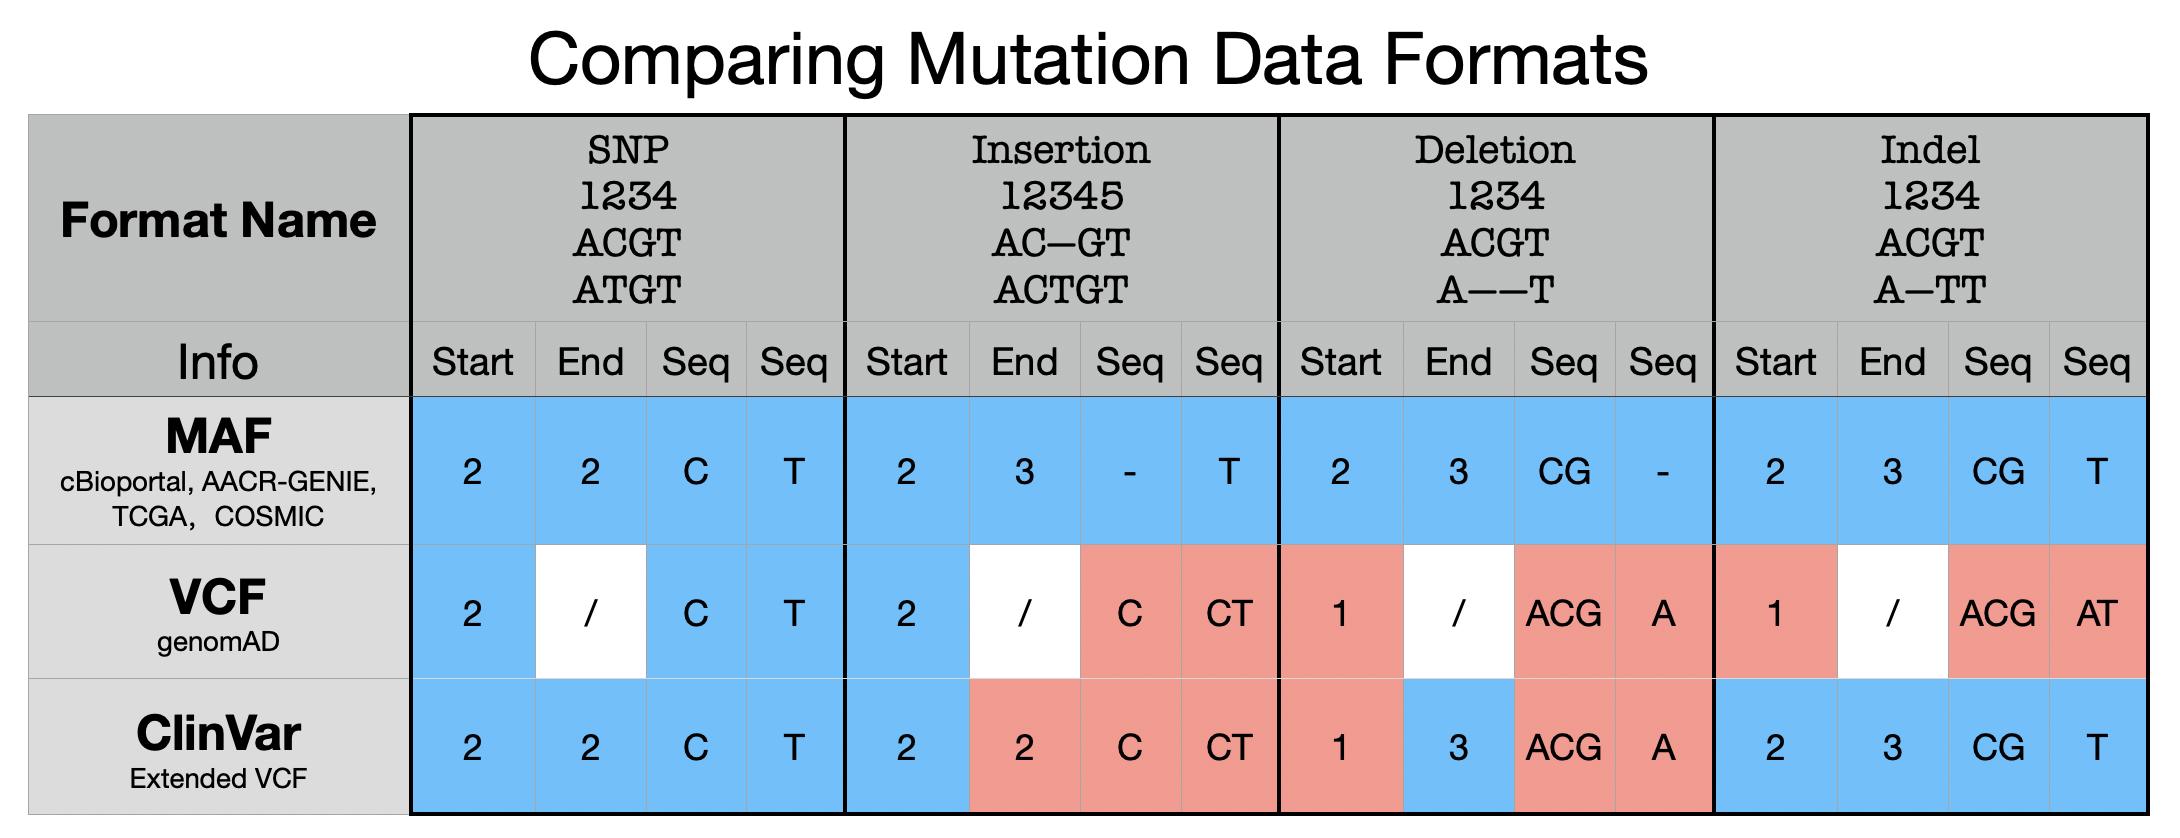 Comparing Mutation Data Formats
Format Name
SNP
1234
ACGT
ATGT
Insertion
12345
AC—GT
ACTGT
Deletion
1234
ACGT
A——T
Indel
1234
ACGT
A—TT
Info Start End Seq Seq Start End Seq Seq Start End Seq Seq Start End Seq Seq
MAF
cBioportal, AACR-GENIE,
TCGA, COSMIC
2 2 C T 2 3 - T 2 3 CG - 2 3 CG T
VCF
genomAD
2 / C T 2 / C CT 1 / ACG A 1 / ACG AT
ClinVar
Extended VCF
2 2 C T 2 2 C CT 1 3 ACG A 2 3 CG T